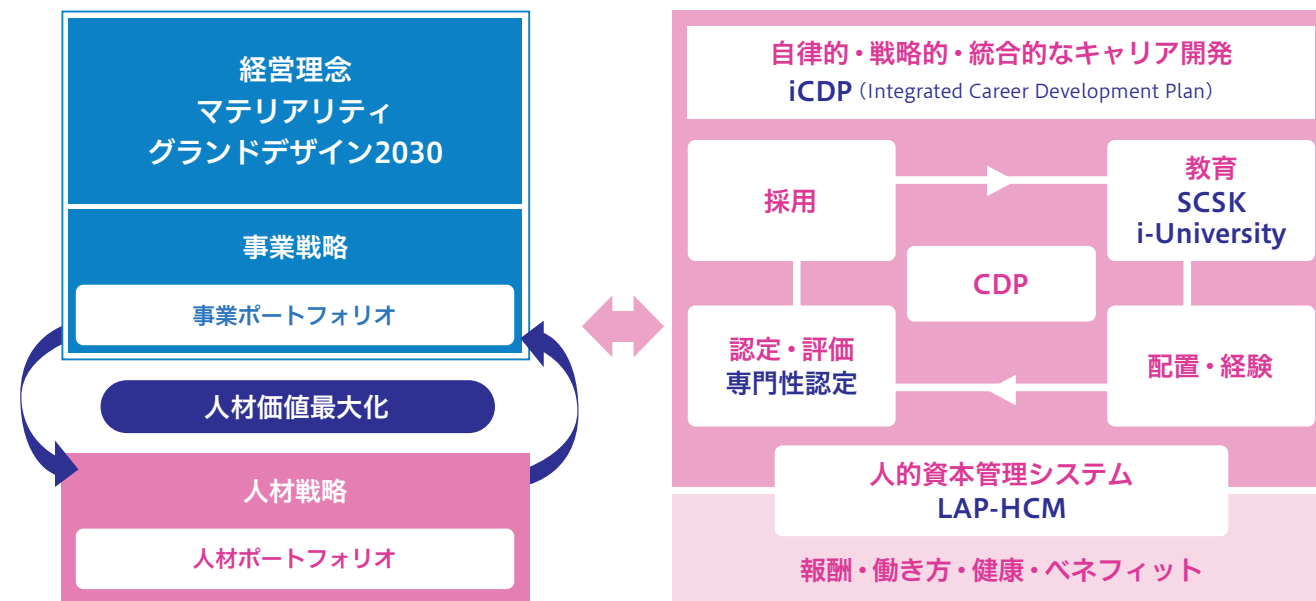 経営理念
マテリアリティ
グランドデザイン2030
事業戦略
事業ポートフォリオ
人材価値最大化
人材戦略
人材ポートフォリオ
自律的・戦略的・統合的なキャリア開発
iCDP（Integrated Career Development Plan）
採用
教育
SCSK
i-University
CDP
認定・評価
専門性認定
配置・経験
人的資本管理システム
LAP-HCM
報酬・働き方・健康・ベネフィット